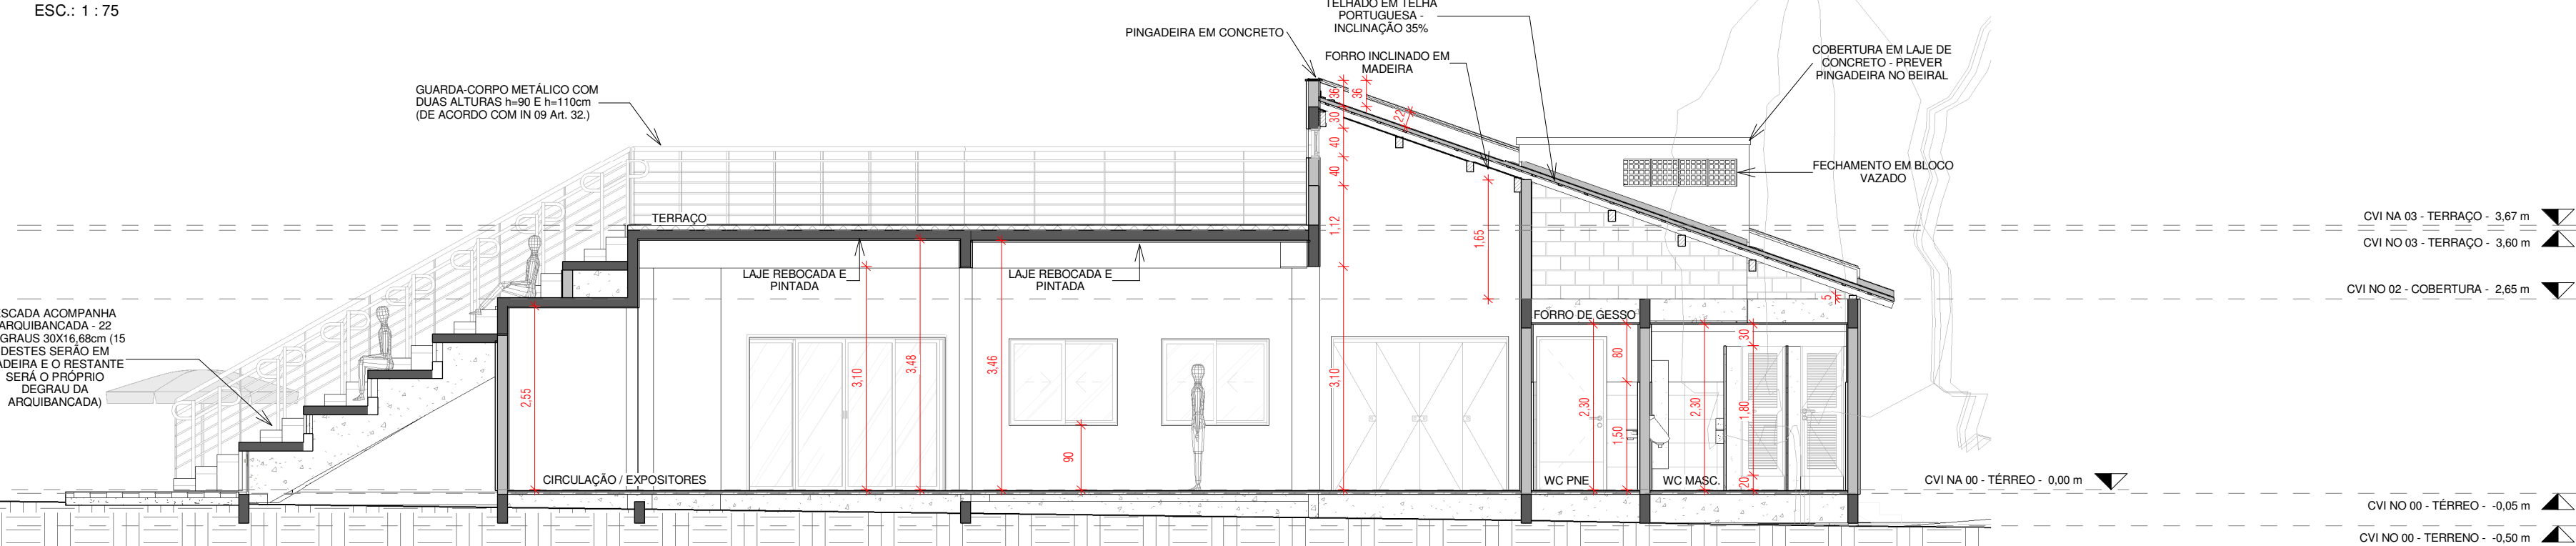 ESC.: 1 : 75
TELHADO EM TELHA
PORTUGUESA -
INCLINAÇÃO 35%
PINGADEIRA EM CONCRETO
FORRO INCLINADO EM
MADEIRA
COBERTURA EM LAJE DE
CONCRETO - PREVER
PINGADEIRA NO BEIRAL
GUARDA-CORPO METÁLICO COM
DUAS ALTURAS h=90 E h=110cm
(DE ACORDO COM IN 09 Art. 32.)
FECHAMENTO EM BLOCO
VAZADO
36
36
30
22
40
40
1,12
1,65
TERRAÇO
CVI NA 03 - TERRAÇO - 3,67 m
CVI NO 03 - TERRAÇO - 3,60 m
CVI NO 02 - COBERTURA - 2,65 m
LAJE REBOCADA E
PINTADA
LAJE REBOCADA E
PINTADA
5
ESCADA ACOMPANHA
ARQUIBANCADA - 22
GRAUS 30X16,68cm (15
DESTES SERÃO EM
ADEIRA E O RESTANTE
SERÁ O PRÓPRIO
DEGRAU DA
ARQUIBANCADA)
FORRO DE GESSO
2,55
3,10
3,48
3,46
90
3,10
2,30
80
1,50
2,30
30
1,80
20
CIRCULAÇÃO / EXPOSITORES
WC PNE
WC MASC.
CVI NA 00 - TÉRREO - 0,00 m
CVI NO 00 - TÉRREO - -0,05 m
CVI NO 00 - TERRENO - -0,50 m